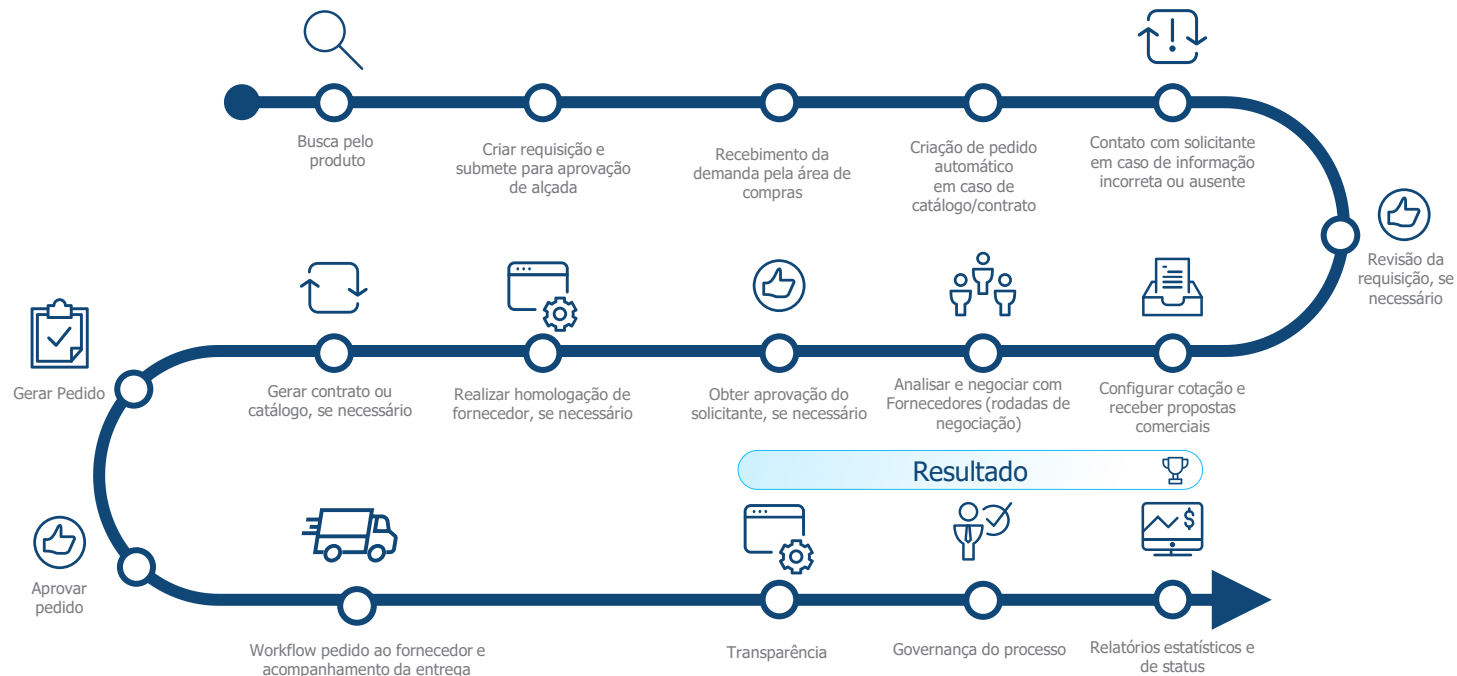 Busca pelo
produto
Criar requisição e
submete para aprovação
de alçada
Recebimento da
demanda pela área de
compras
Criação de pedido
automático
em caso de
catálogo/contrato
Contato com solicitante
em caso de informação
incorreta ou ausente
Revisão da
requisição, se
necessário
Configurar cotação e
receber propostas
comerciais
Analisar e negociar com
Fornecedores (rodadas de
negociação)
Obter aprovação do
solicitante, se necessário
Realizar homologação de
fornecedor, se necessário
Gerar contrato ou
catálogo, se necessário
Gerar Pedido
Aprovar
pedido
Workflow pedido ao fornecedor e
acompanhamento da entrega
Resultado
Transparência
Governança do processo
Relatórios estatísticos e
de status